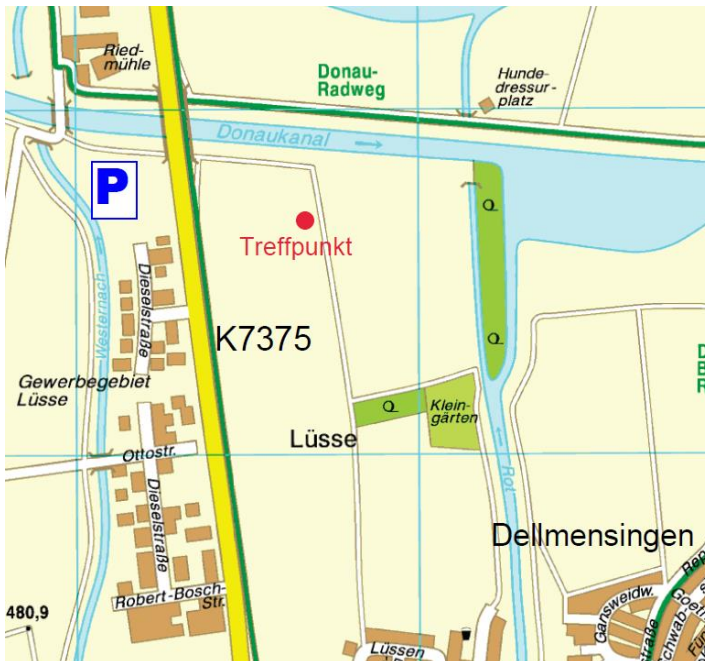 Ried-
mühle
Donau-
Radweg
Hunde-
dressur-
platz
Donaukanal
P
Treffpunkt
Westernach
Dieselstraße
K7375
Gewerbegebiet
Lüsse
Klein-
gärten
Lüsse
Ottostr.
Dieselstraße
Rot
Dellmensingen
Robert-Bosch-
Str.
480,9
Lüssen
Gansweidw.